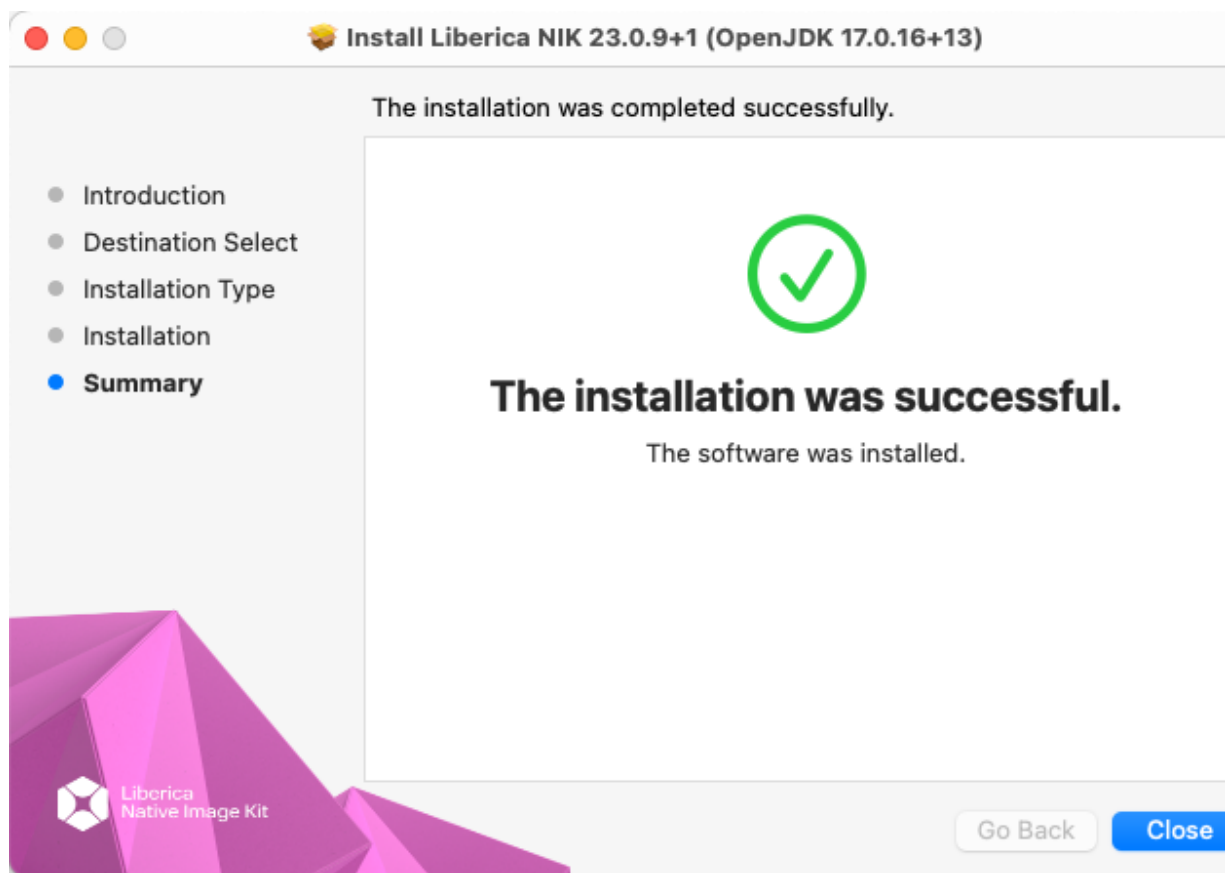 Install Liberica NIK 23.0.9+1 (OpenJDK 17.0.16+13)
The installation was completed successfully.
Introduction
Destination Select
Installation Type
Installation
Summary
The installation was successful.
The software was installed.
Liberica
Native Image Kit
Go Back
Close